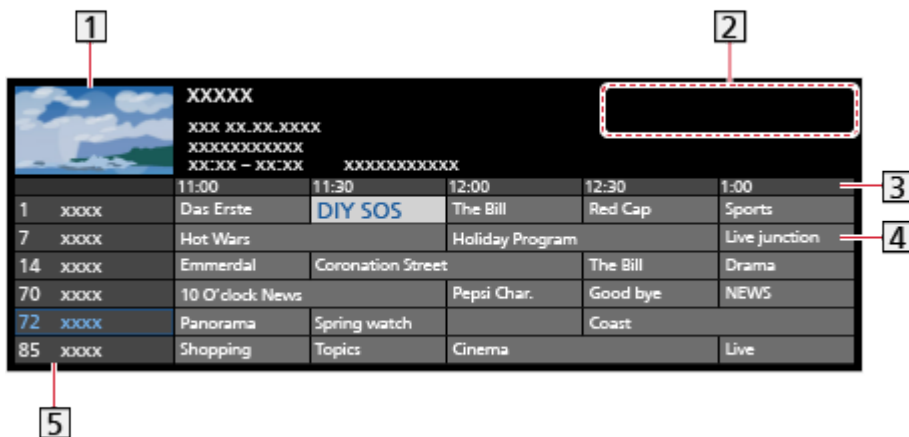 1 2
xxxxx
xxx xx.xx.xxxx
xxxxxxxxxxx
xx:xx – xx:xx xxxxxxxxxxx
11:00 11:30 12:00 12:30 1:00 3
1 xxxx Das Erste DIY SOS The Bill Red Cap Sports
7 xxxx Hot Wars Holiday Program Live junction 4
14 xxxx Emmerdal Coronation Street The Bill Drama
70 xxxx 10 O'clock News Pepsi Char. Good bye NEWS
72 xxxx Panorama Spring watch Coast
85 xxxx Shopping Topics Cinema Live
5